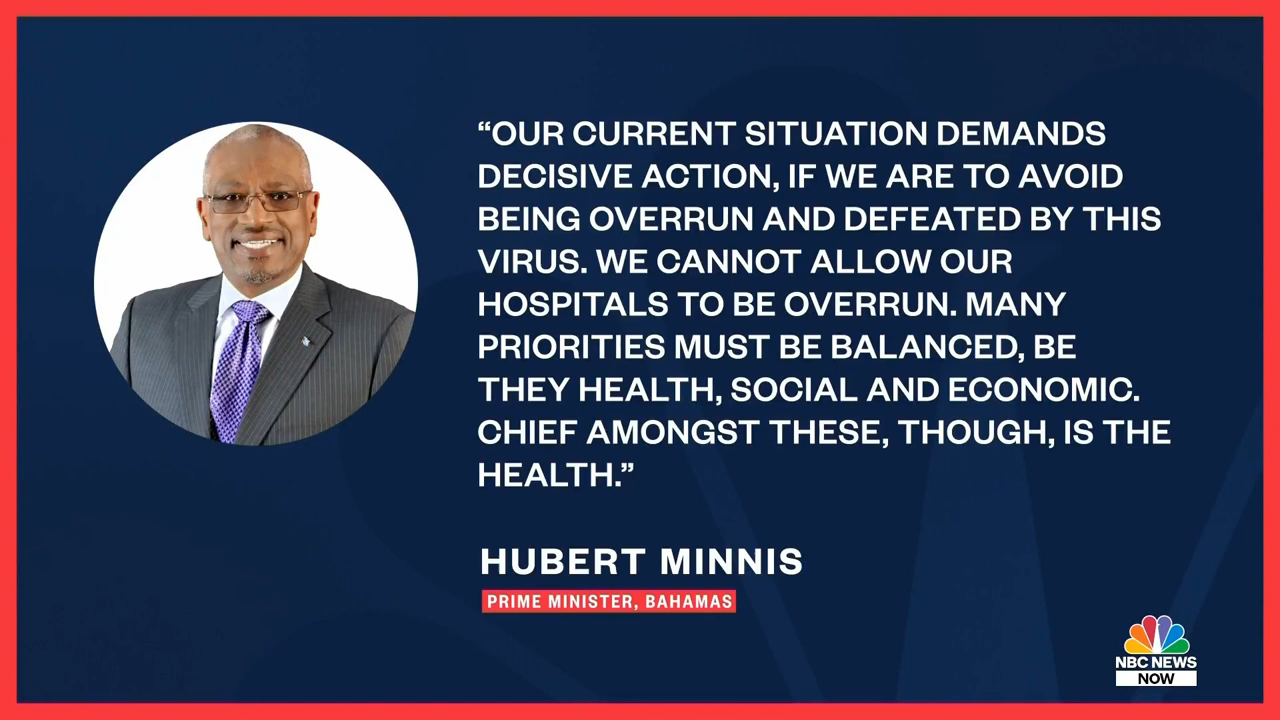 “OUR CURRENT SITUATION DEMANDS
DECISIVE ACTION, IF WE ARE TO AVOID
BEING OVERRUN AND DEFEATED BY THIS
VIRUS. WE CANNOT ALLOW OUR
HOSPITALS TO BE OVERRUN. MANY
PRIORITIES MUST BE BALANCED, BE
THEY HEALTH, SOCIAL AND ECONOMIC.
CHIEF AMONGST THESE, THOUGH, IS THE
HEALTH.”
HUBERT MINNIS
PRIME MINISTER, BAHAMAS
NBC NEWS
NOW